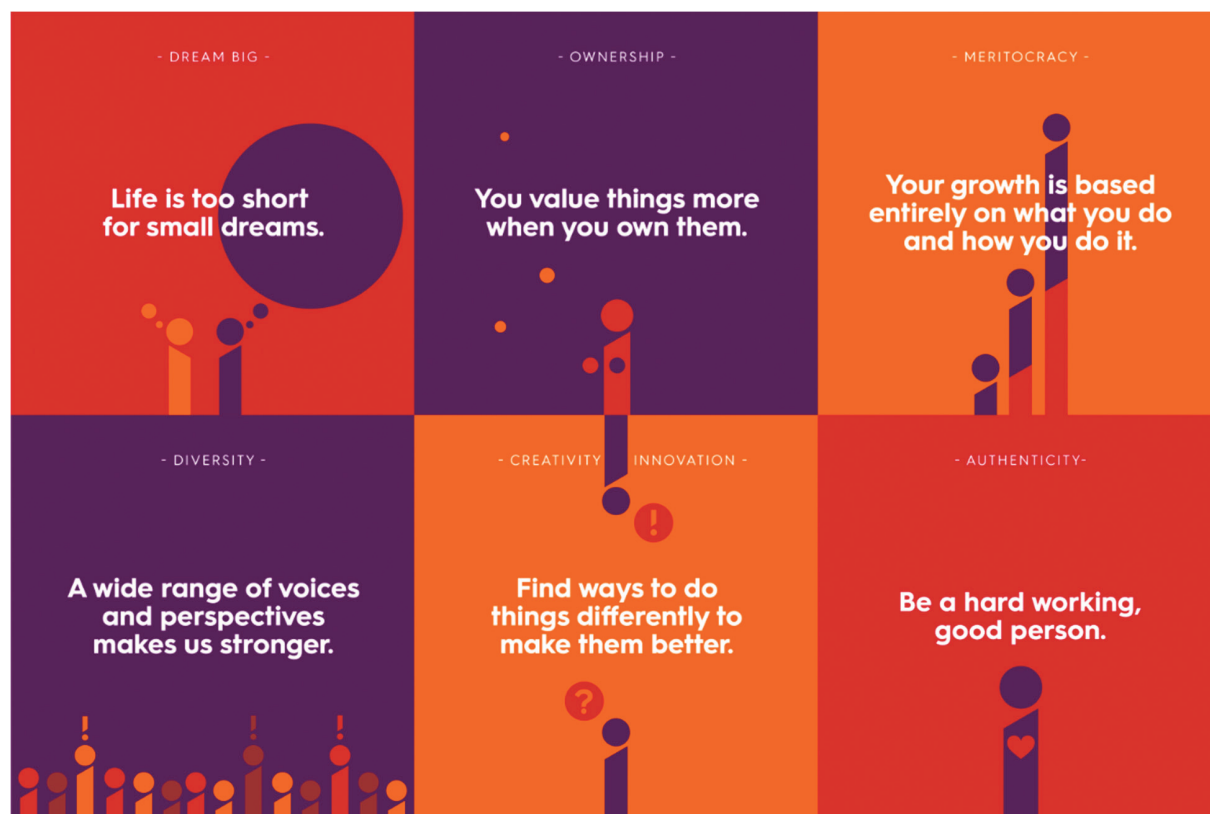 - DREAM BIG -
Life is too short
for small dreams.
- OWNERSHIP -
You value things more
when you own them.
- MERITOCRACY -
Your growth is based
entirely on what you do
and how you do it.
- DIVERSITY -
A wide range of voices
and perspectives
makes us stronger.
! ! !
- CREATIVITY INNOVATION -
!
Find ways to do
things differently to
make them better.
?
- AUTHENTICITY-
Be a hard working,
good person.